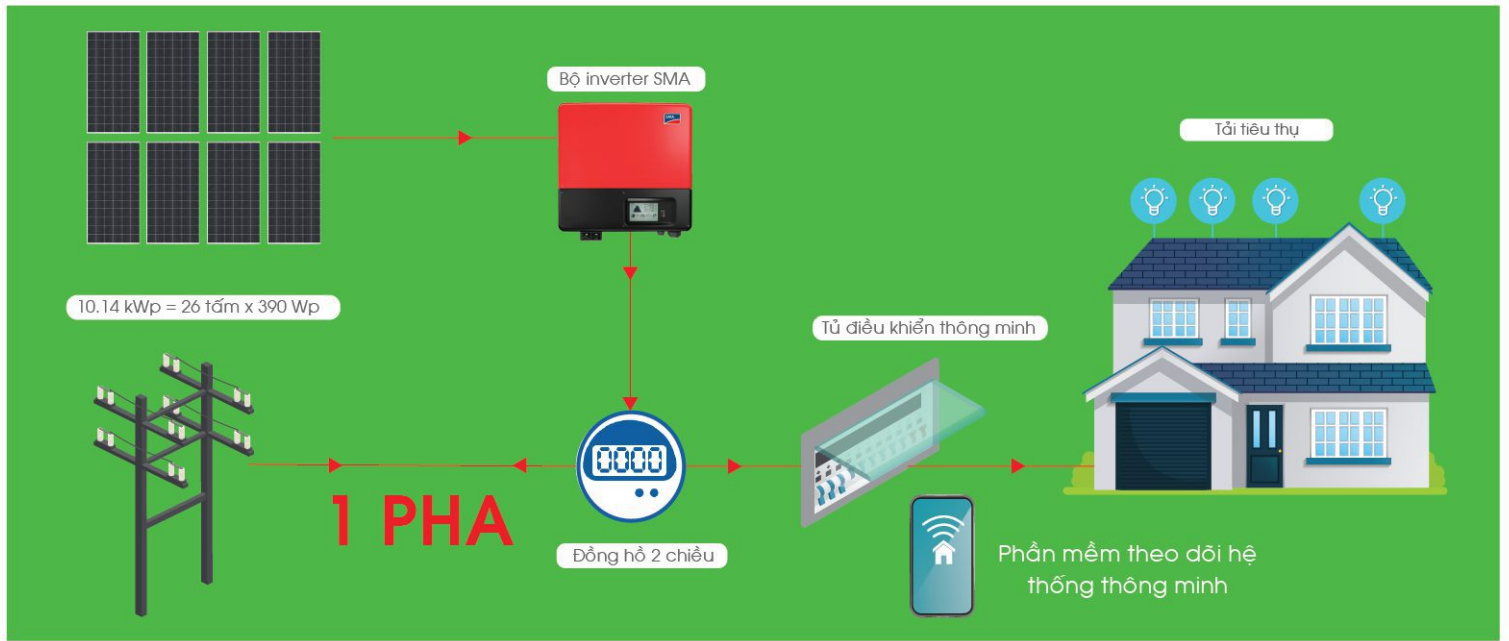 Bộ inverter SMA
SMA
Tải tiêu thụ
10.14 kWp = 26 tấm x 390 Wp
Tủ điều khiển thông minh
0000
1 PHA
Đồng hồ 2 chiều
Phần mềm theo dõi hệ
thống thông minh